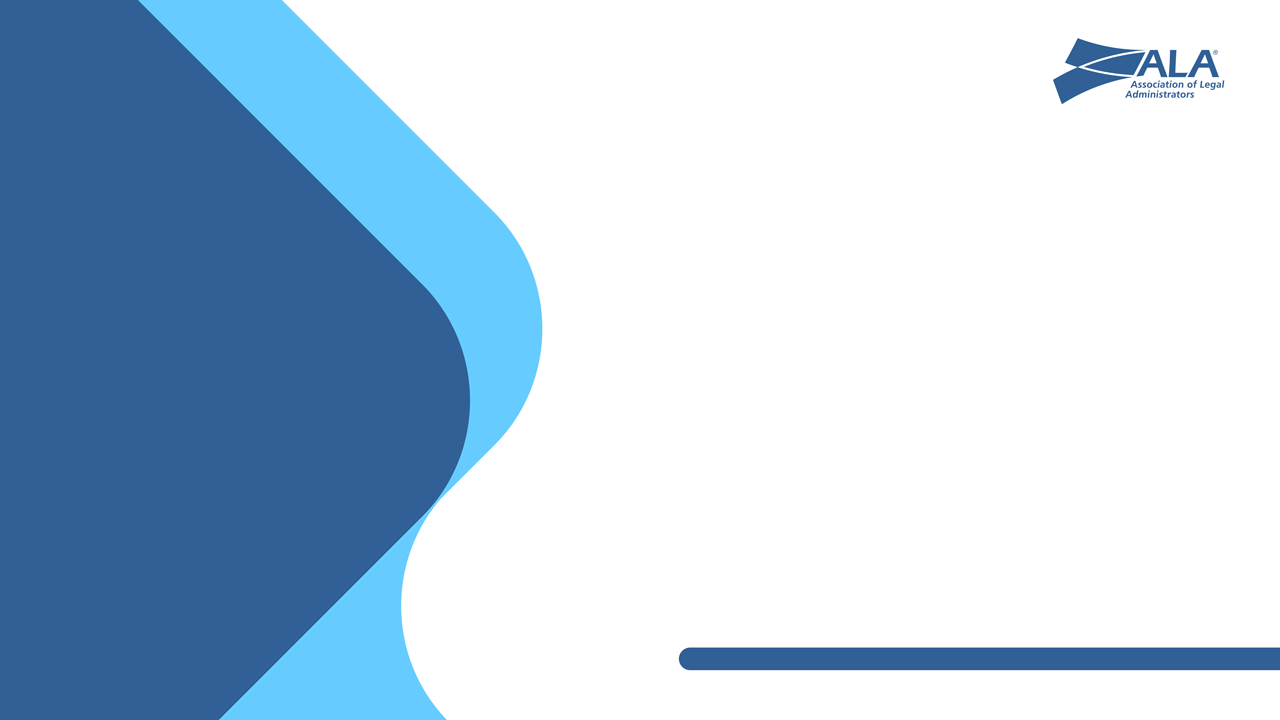 ALA®
Association of Legal
Administrators